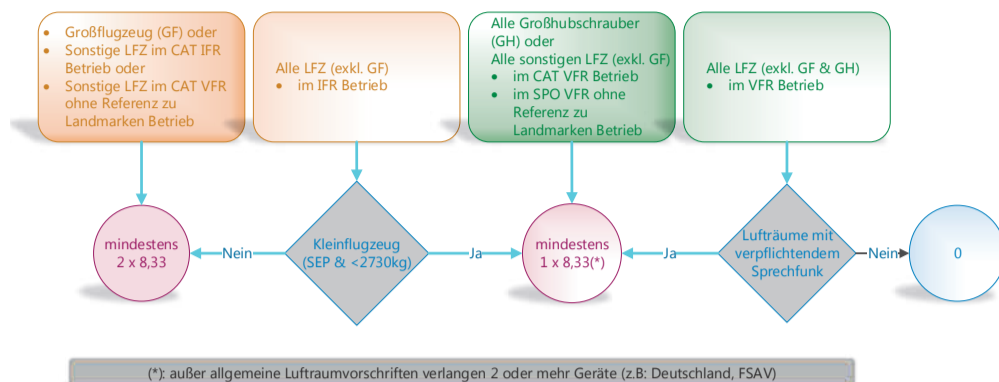 • Großflugzeug (GF) oder
• Sonstige LFZ im CAT IFR
Betrieb oder
• Sonstige LFZ im CAT VFR
ohne Referenz zu
Landmarken Betrieb
Alle LFZ (exkl. GF)
• im IFR Betrieb
Alle Großhubschrauber
(GH) oder
Alle sonstigen LFZ (exkl. GF)
• im CAT VFR Betrieb
• im SPO VFR ohne
Referenz zu
Landmarken Betrieb
Alle LFZ (exkl. GF & GH)
• im VFR Betrieb
mindestens
2 x 8,33
Nein
Kleinflugzeug
(SEP & <2730kg)
Ja
mindestens
1 x 8,33(*)
Ja
Lufträume mit
verpflichtendem
Sprechfunk
Nein
0
(*): außer allgemeine Luftraumvorschriften verlangen 2 oder mehr Geräte (z.B: Deutschland, FSAV)